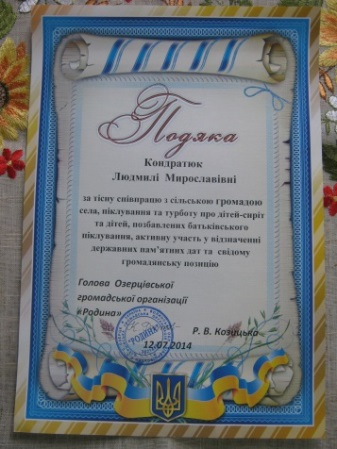 Подяка
Кондратюк
Людмилі Мирославівні
за тісну співпрацю з сільською громадою
села, піклування та турботу про дітей-сиріт
та дітей, позбавлених батьківського
піклування, активну участь у відзначенні
державних пам'ятних дат та свідому
громадянську позицію
Голова Озерцівської
громадської організації
«Родина»
Р. В. Козицька
"РОДИНА"
12.07.2014